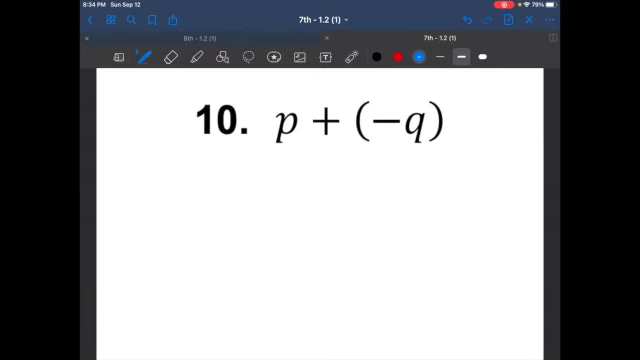 8:34 PM Sun Sep 12
79%
7th - 1.2 (1)
8th - 1.2 (1)
7th - 1.2 (1)
10. p + (−q)